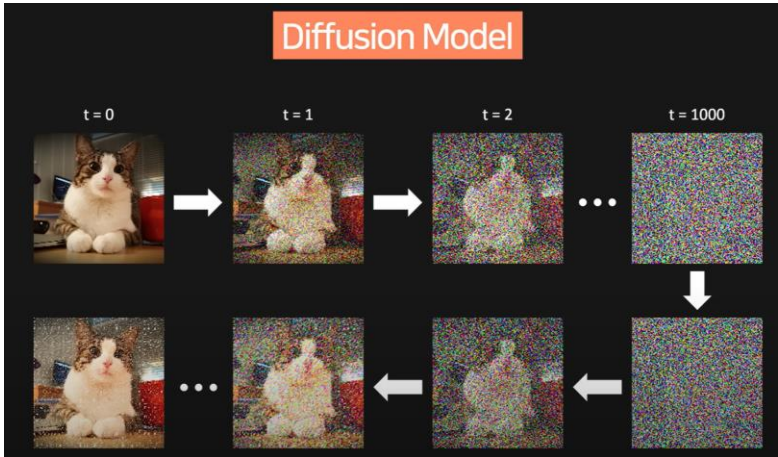 Diffusion Model
t = 0
t = 1
t = 2
t = 1000